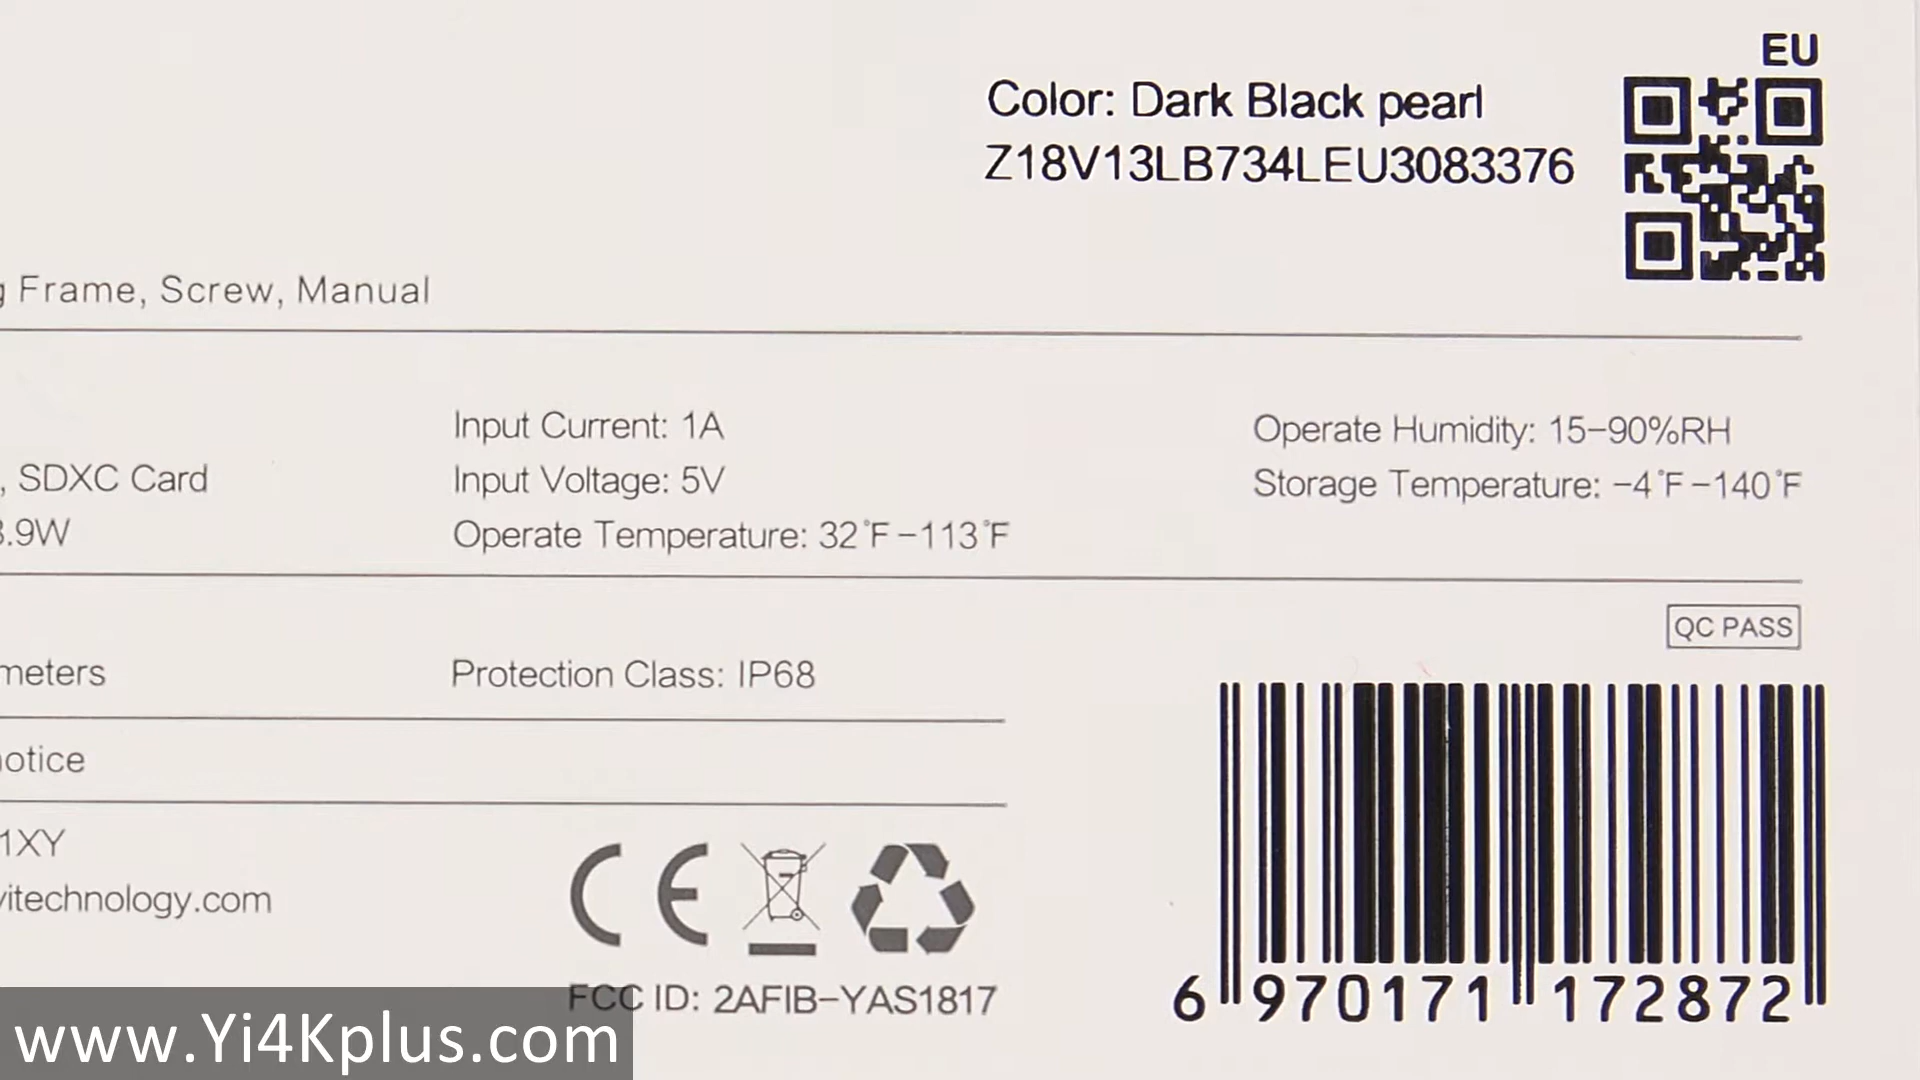 EU
Color: Dark Black pearl
Z18V13LB734LEU3083376
g Frame, Screw, Manual
Input Current: 1A
Operate Humidity: 15-90%RH
, SDXC Card
Input Voltage: 5V
Storage Temperature: -4°F-140°F
.9W
Operate Temperature: 32°F-113°F
QC PASS
meters
Protection Class: IP68
otice
1XY
itechnology.com
CE
FCC ID: 2AFIB-YAS1817
6 970171 172872
www.Yi4Kplus.com